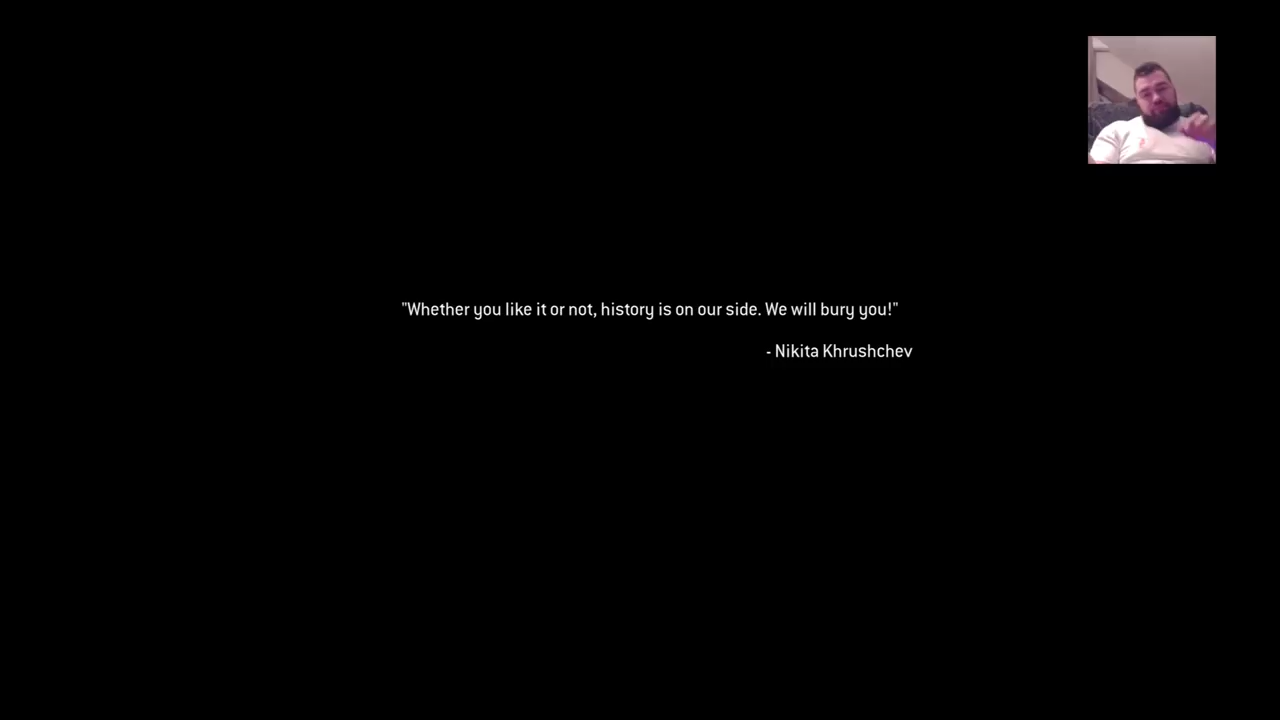 "Whether you like it or not, history is on our side. We will bury you!"
- Nikita Khrushchev